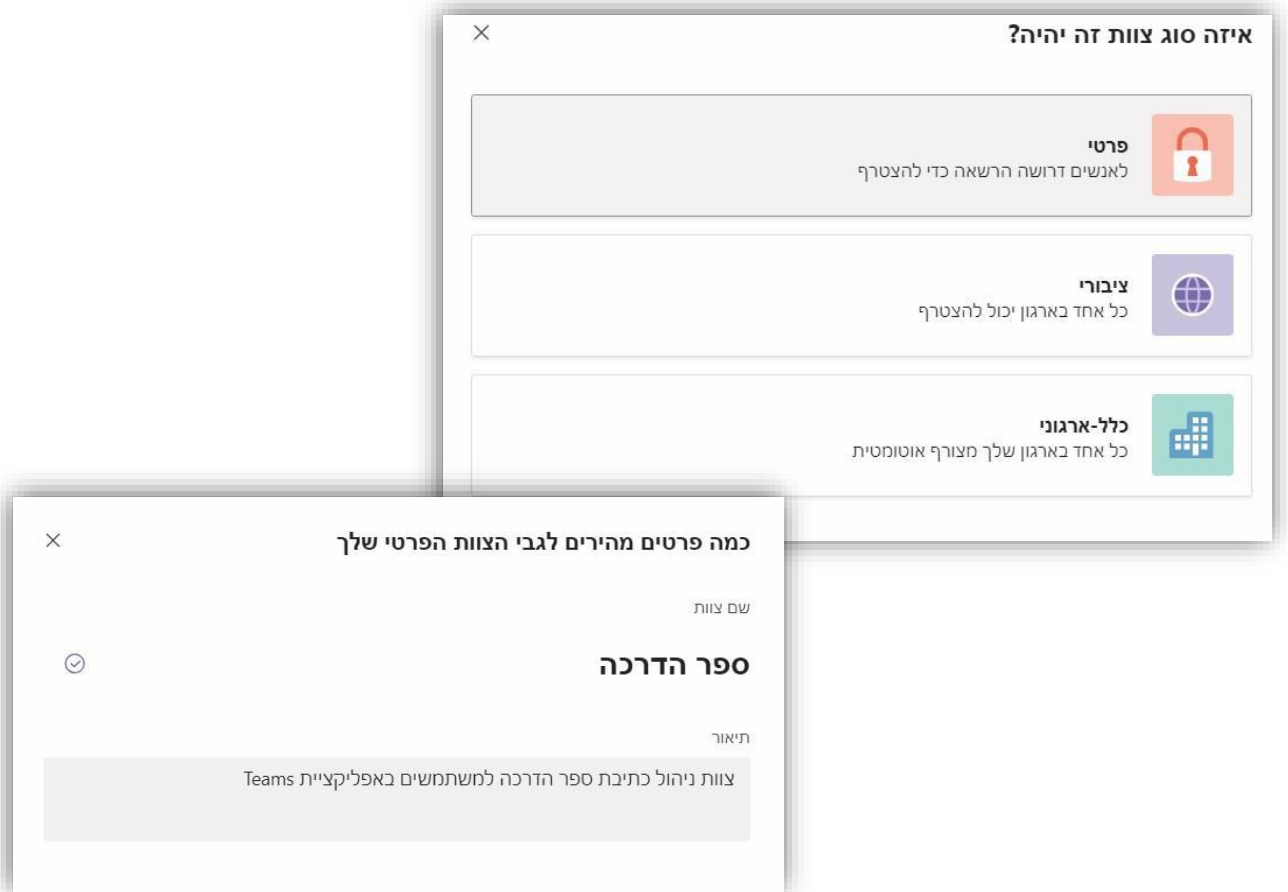 איזה סוג צוות זה יהיה?
פרטי
לאנשים דרושה הרשאה כדי להצטרף
ציבורי
כל אחד בארגון יכול להצטרף
כלל-ארגוני
כל אחד בארגון שלך מצורף אוטומטית
כמה פרטים מהירים לגבי הצוות הפרטי שלך
שם צוות
ספר הדרכה
תיאור
צוות ניהול כתיבת ספר הדרכה למשתמשים באפליקציית Teams